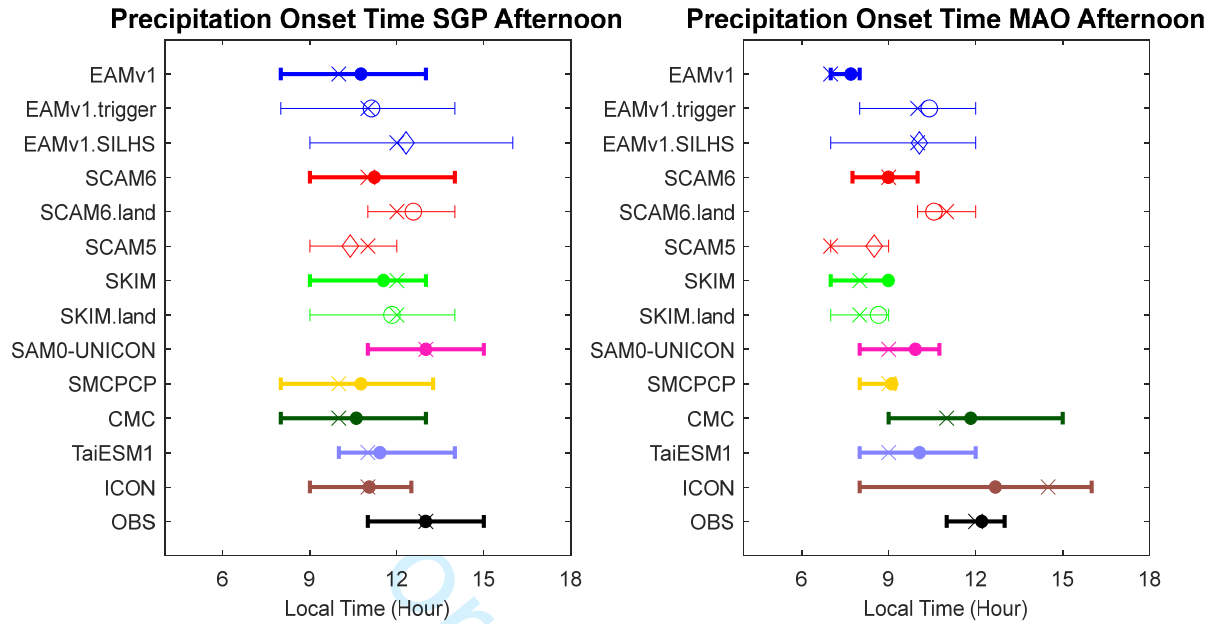 Precipitation Onset Time SGP Afternoon
EAMv1
EAMv1.trigger
EAMv1.SILHS
SCAM6
SCAM6.land
SCAM5
SKIM
SKIM.land
SAM0-UNICON
SMCPCP
CMC
TaiESM1
ICON
OBS
6 9 12 15 18
Local Time (Hour)
Precipitation Onset Time MAO Afternoon
EAMv1
EAMv1.trigger
EAMv1.SILHS
SCAM6
SCAM6.land
SCAM5
SKIM
SKIM.land
SAM0-UNICON
SMCPCP
CMC
TaiESM1
ICON
OBS
6 9 12 15 18
Local Time (Hour)